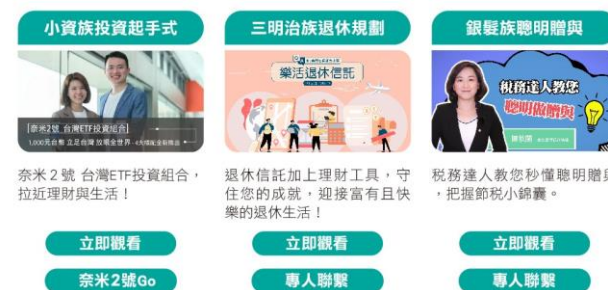 小資族投資起手式
三明治族退休規劃
銀髮族聰明贈與
奈米2號 台灣ETF投資組合
樂活退休信託
稅務達人教您
聰明做贈與
奈米2號 台灣ETF投資組合,
拉近理財與生活!
退休信託加上理財工具,守
住您的成就,迎接富有且快
樂的退休生活!
稅務達人教您秒懂聰明贈與
,把握節税小錦囊。
立即觀看
立即觀看
立即觀看
奈米2號Go
專人聯繫
專人聯繫